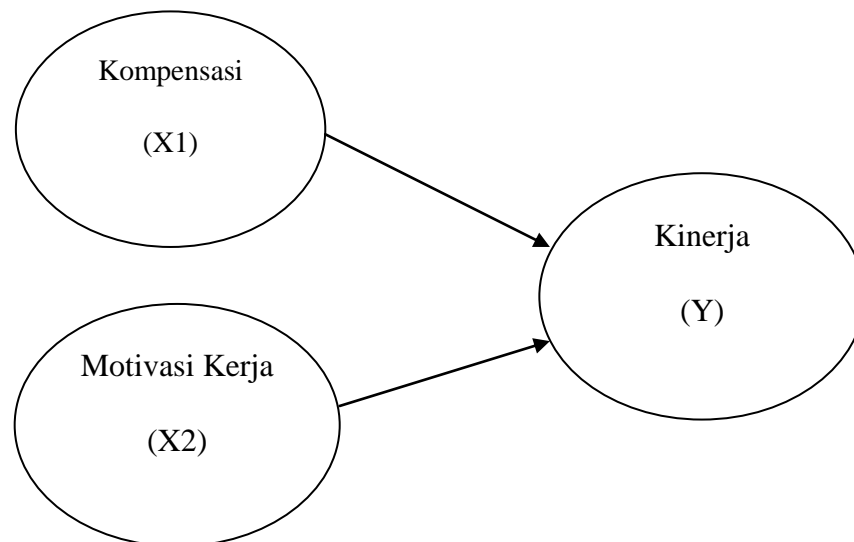 Kompensasi
(X1)
Kinerja
(Y)
Motivasi Kerja
(X2)